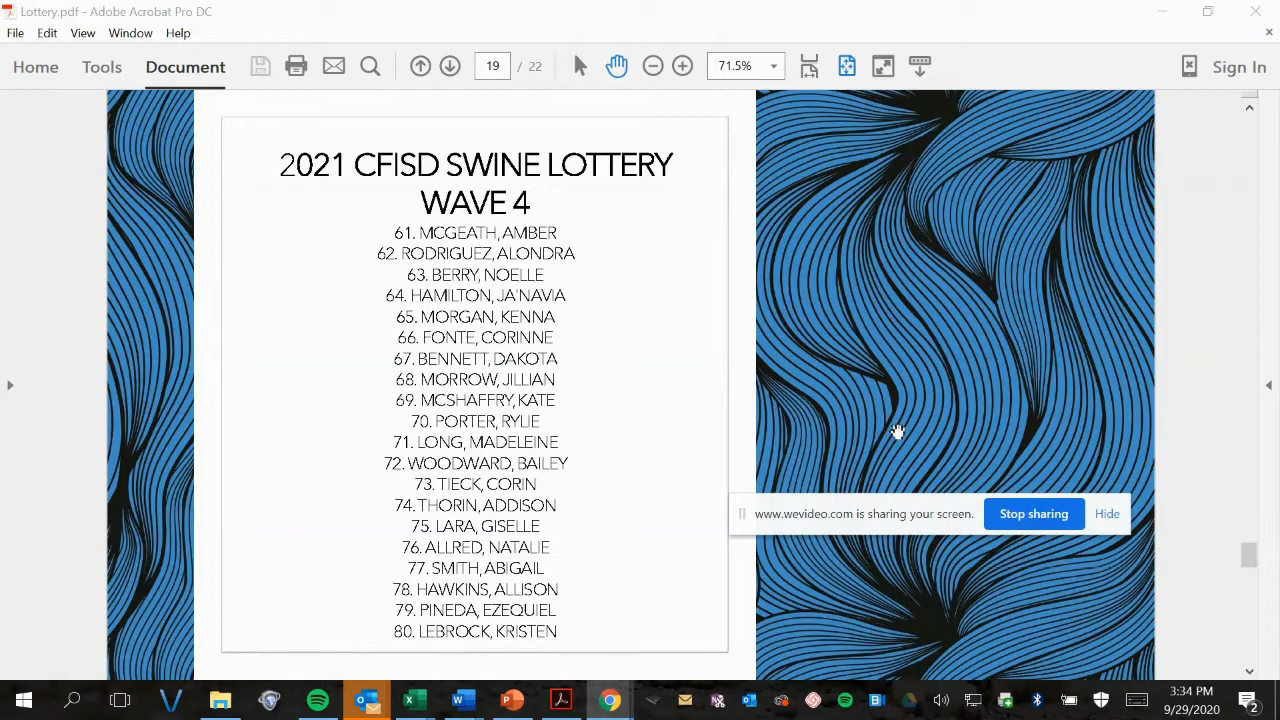 Lottery.pdf - Adobe Acrobat Pro DC
File Edit View Window Help
Home Tools Document 19 / 22 71.5% Sign In
2021 CFISD SWINE LOTTERY
WAVE 4
61. MCGEATH, AMBER
62. RODRIGUEZ, ALONDRA
63. BERRY, NOELLE
64. HAMILTON, JA'NAVIA
65. MORGAN, KENNA
66. FONTE, CORINNE
67. BENNETT, DAKOTA
68. MORROW, JILLIAN
69. MCSHAFFRY, KATE
70. PORTER, RYLIE
71. LONG, MADELEINE
72. WOODWARD, BAILEY
73. TIECK, CORIN
74. THORIN, ADDISON
75. LARA, GISELLE
76. ALLRED, NATALIE
77. SMITH, ABIGAIL
78. HAWKINS, ALLISON
79. PINEDA, EZEQUIEL
80. LEBROCK, KRISTEN
www.wevideo.com is sharing your screen. Stop sharing Hide
3:34 PM
9/29/2020
2